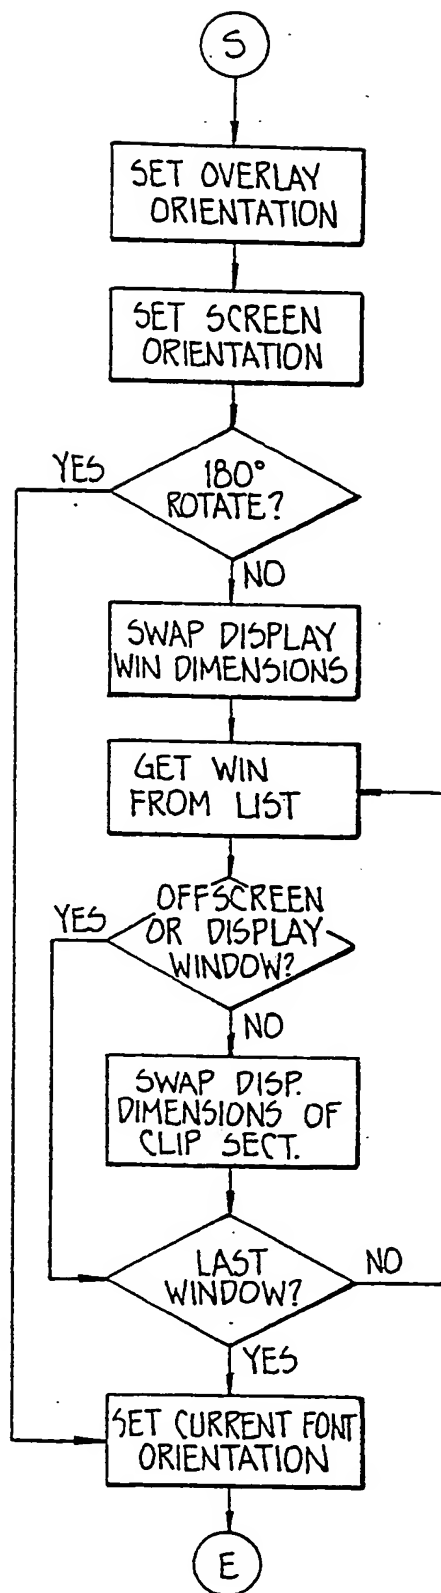 S
SET OVERLAY
ORIENTATION
SET SCREEN
ORIENTATION
180°
ROTATE?
YES
NO
SWAP DISPLAY
WIN DIMENSIONS
GET WIN
FROM LIST
OFFSCREEN
OR DISPLAY
WINDOW?
YES
NO
SWAP DISP.
DIMENSIONS OF
CLIP SECT.
LAST
WINDOW?
NO
YES
SET CURRENT FONT
ORIENTATION
E